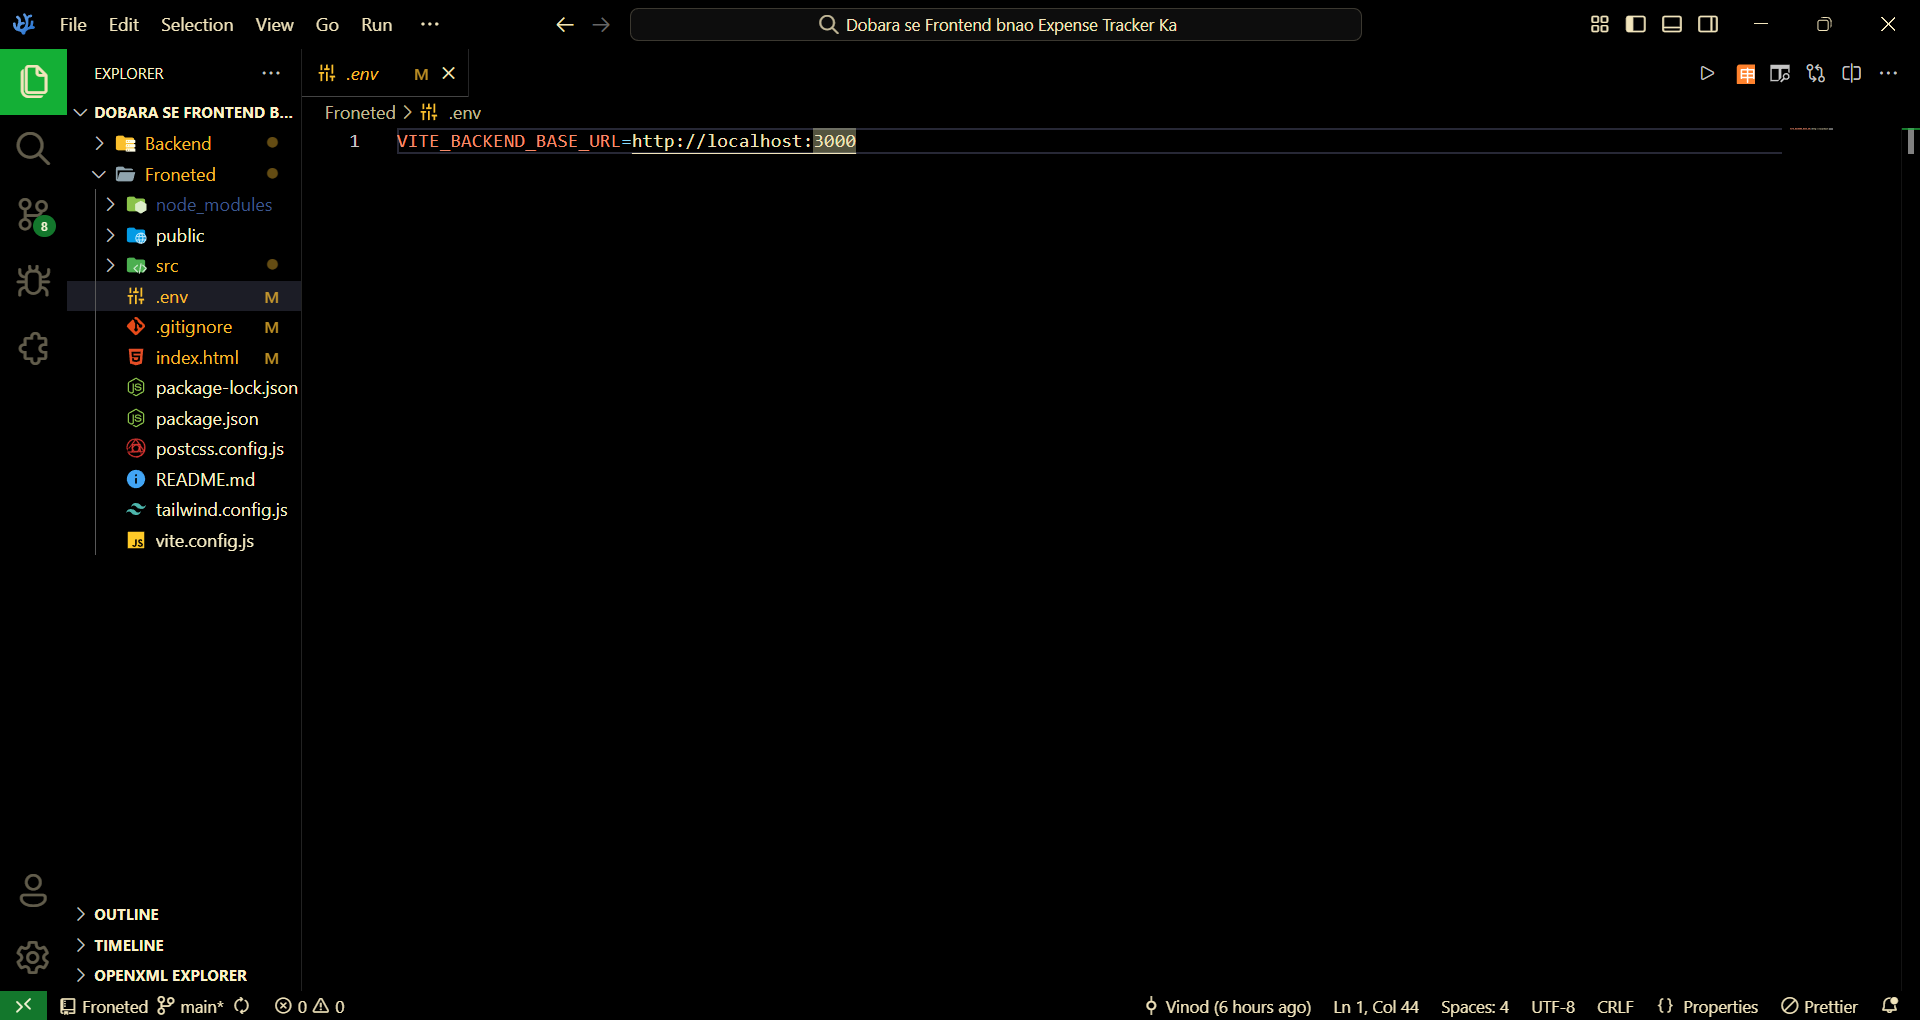 File Edit Selection View Go Run ···
Dobara se Frontend bnao Expense Tracker Ka
EXPLORER
.env M
DOBARA SE FRONTEND B...
Froneted > .env
Backend
1 VITE_BACKEND_BASE_URL=http://localhost:3000
Froneted
node_modules
public
8
src
.env M
.gitignore M
index.html M
package-lock.json
package.json
postcss.config.js
README.md
tailwind.config.js
JS vite.config.js
OUTLINE
TIMELINE
OPENXML EXPLORER
Froneted main* 0 0 Vinod (6 hours ago) Ln 1, Col 44 Spaces: 4 UTF-8 CRLF {} Properties Prettier